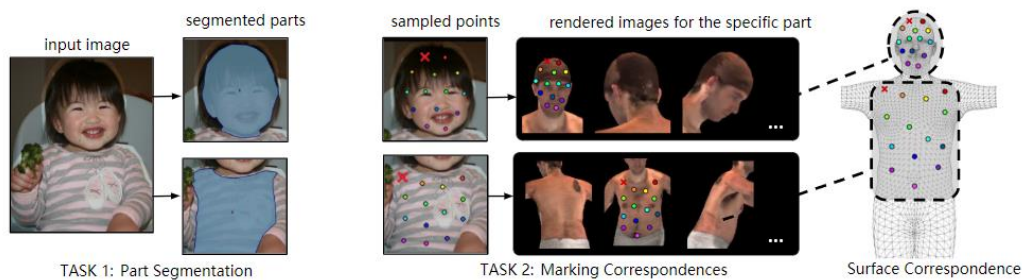 segmented parts
sampled points
rendered images for the specific part
input image
...
...
TASK 1: Part Segmentation
TASK 2: Marking Correspondences
Surface Correspondence